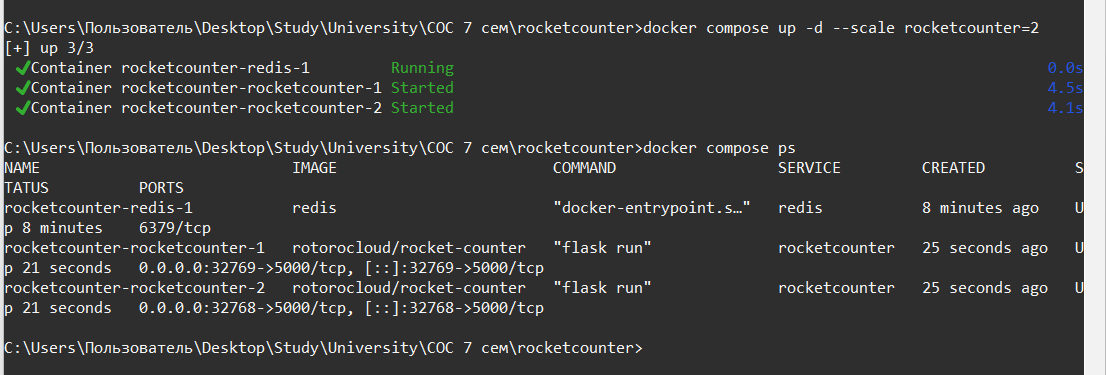 C:\Users\Пользователь\Desktop\Study\University\СОС 7 сем\rocketcounter>docker compose up -d --scale rocketcounter=2
[+] up 3/3
✔Container rocketcounter-redis-1 Running 0.0s
✔Container rocketcounter-rocketcounter-1 Started 4.5s
✔Container rocketcounter-rocketcounter-2 Started 4.1s
C:\Users\Пользователь\Desktop\Study\University\СОС 7 сем\rocketcounter>docker compose ps
NAME IMAGE COMMAND SERVICE CREATED S
TATUS PORTS
rocketcounter-redis-1 redis "docker-entrypoint.s…" redis 8 minutes ago U
p 8 minutes 6379/tcp
rocketcounter-rocketcounter-1 rotorocloud/rocket-counter "flask run" rocketcounter 25 seconds ago U
p 21 seconds 0.0.0.0:32769->5000/tcp, [::]:32769->5000/tcp
rocketcounter-rocketcounter-2 rotorocloud/rocket-counter "flask run" rocketcounter 25 seconds ago U
p 21 seconds 0.0.0.0:32768->5000/tcp, [::]:32768->5000/tcp
C:\Users\Пользователь\Desktop\Study\University\СОС 7 сем\rocketcounter>